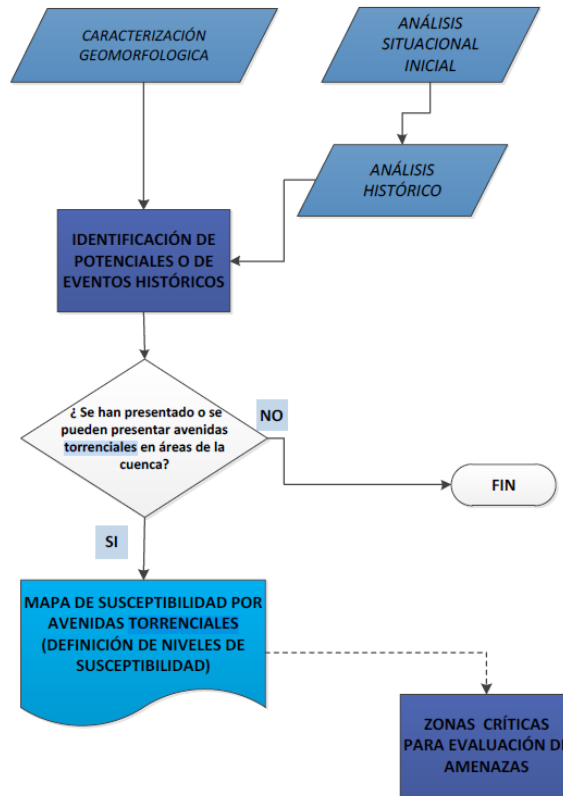 CARACTERIZACIÓN
GEOMORFOLOGICA
ANÁLISIS
SITUACIONAL
INICIAL
ANÁLISIS
HISTÓRICO
IDENTIFICACIÓN DE
POTENCIALES O DE
EVENTOS HISTÓRICOS
¿ Se han presentado o se
pueden presentar avenidas
torrenciales en áreas de la
cuenca?
NO
FIN
SI
MAPA DE SUSCEPTIBILIDAD POR
AVENIDAS TORRENCIALES
(DEFINICIÓN DE NIVELES DE
SUSCEPTIBILIDAD)
ZONAS CRÍTICAS
PARA EVALUACIÓN DE
AMENAZAS